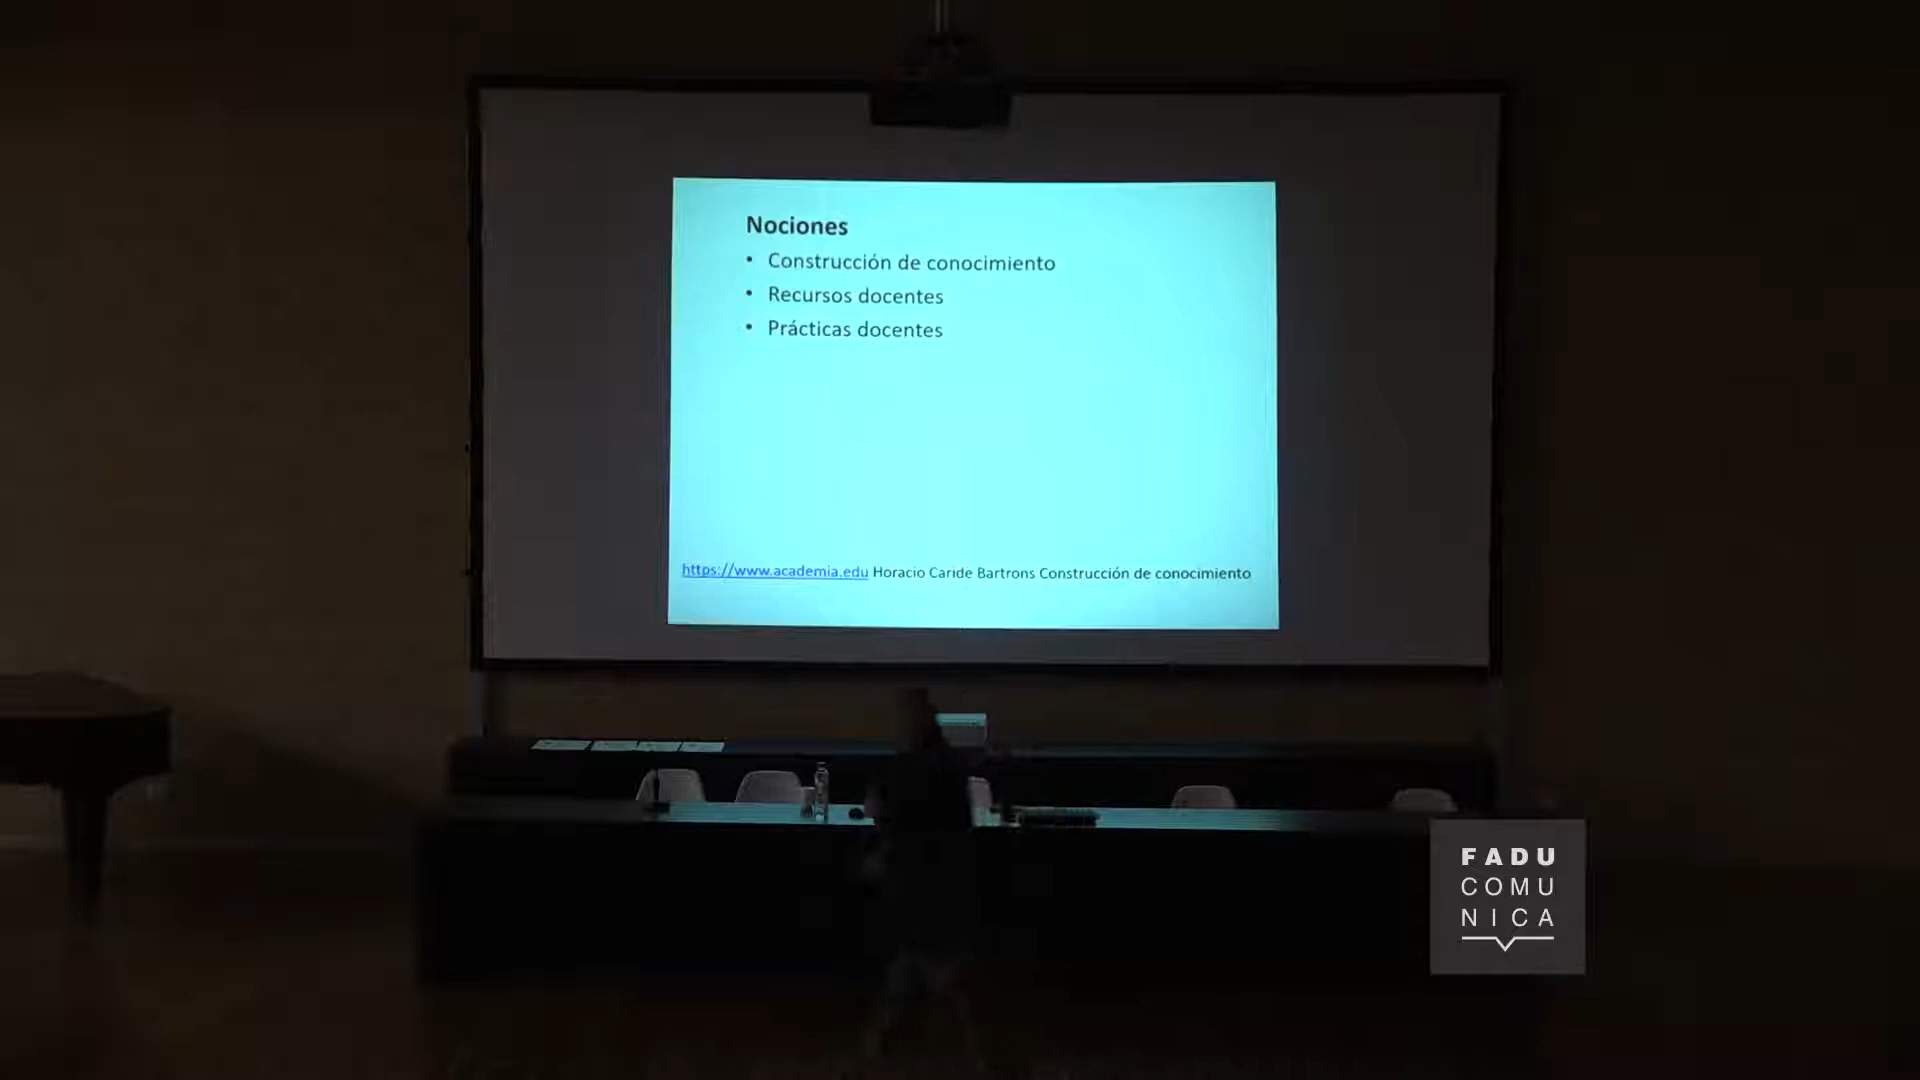 Nociones
• Construcción de conocimiento
• Recursos docentes
• Prácticas docentes
https://www.academia.edu Horacio Caride Bartrons Construcción de conocimiento
FADU
COMU
NICA